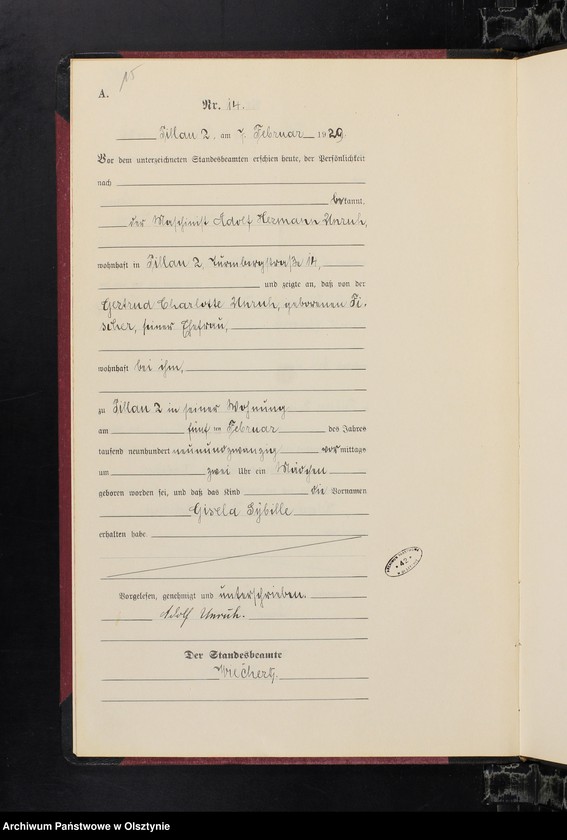 15
A.
Nr. 14.
Pillau 2, am 7. Februar 1929
Vor dem unterzeichneten Standesbeamten erschien heute, der Persönlichkeit
nach
bekannt,
der Maschinist Adolf Hermann Unruh,
wohnhaft in Pillau 2, Turmbergstraße 14,
und zeigte an, daß von der
Gertrud Charlotte Unruh, geborenen Fi-
scher, seiner Ehefrau,
wohnhaft bei ihm,
zu Pillau 2 in seiner Wohnung
am fünften Februar des Jahres
tausend neunhundert neunundzwanzig vormittags
um zwei Uhr ein Mädchen
geboren worden sei, und daß das Kind die Vornamen
Gisela Sybille
erhalten habe
Vorgelesen, genehmigt und unterschrieben.
Adolf Unruh.
Der Standesbeamte
Wiechert.
42
Archiwum Państwowe w Olsztynie